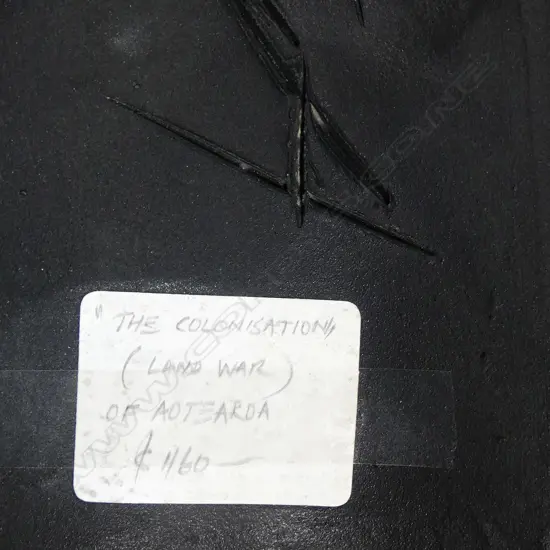 "THE COLONISATION"
(LAND WAR)
OF AOTEAROA
$1160—